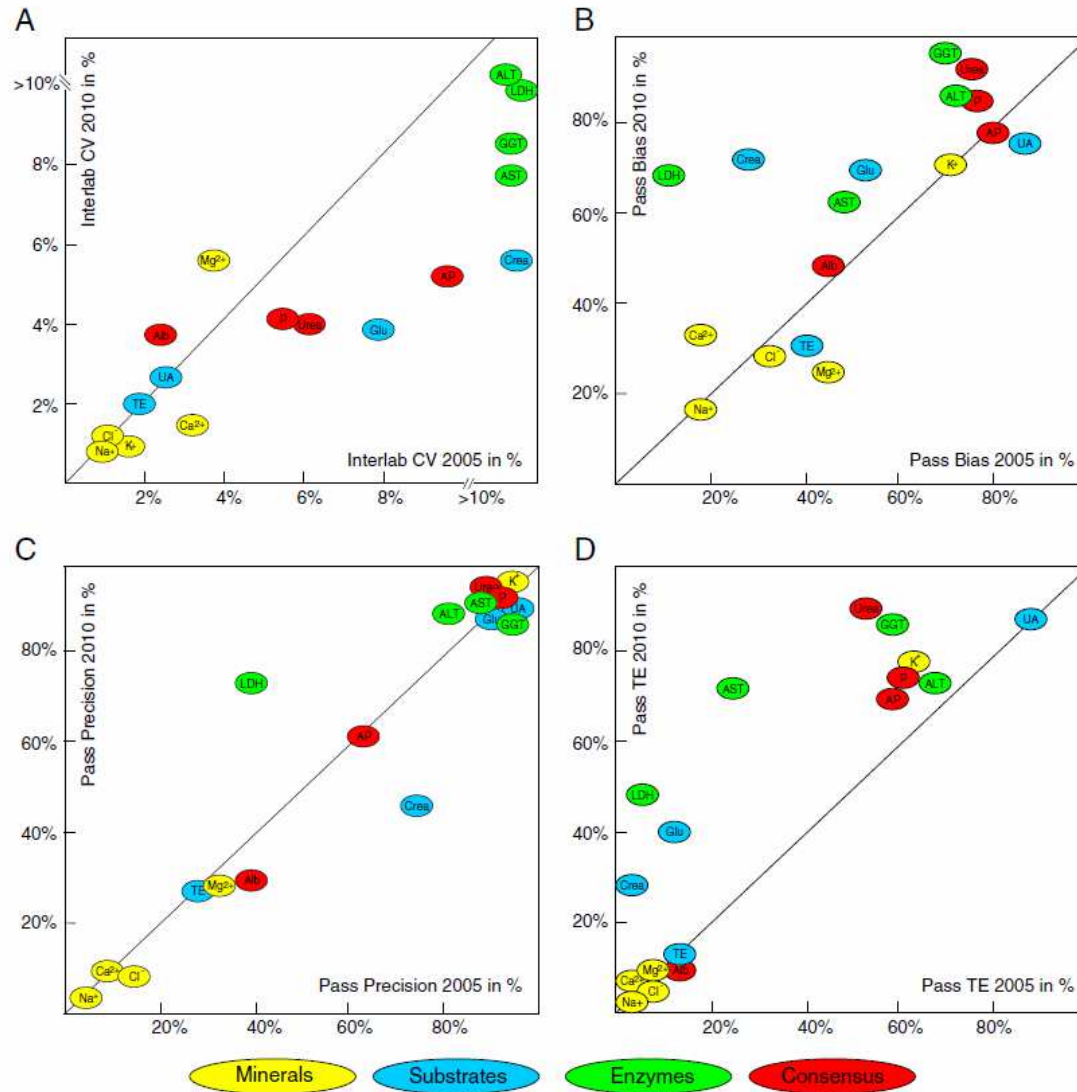 A
Interlab CV 2010 in %
>10%
8%
6%
4%
2%
ALT
LDH
GGT
AST
Mg2+
Crea
AP
Alb
P
Urea
Glu
UA
TE
Ca2+
Cl
K+
Na+
Interlab CV 2005 in %
2%
4%
6%
>10%
B
Pass Bias 2010 in %
80%
60%
40%
20%
GGT
Urea
ALT
P
AP
UA
Crea
K+
LDH
Glu
AST
Alb
Ca2+
Cl-
TE
Mg2+
Na+
Pass Bias 2005 in %
20%
40%
60%
80%
C
Pass Precision 2010 in %
80%
60%
40%
20%
K+
Urea
P
AST
UA
ALT
Glu
GGT
LDH
AP
Crea
TE
Mg2+
Alb
Ca2+
Cl-
Na+
Pass Precision 2005 in %
20%
40%
60%
80%
D
Pass TE 2010 in %
80%
60%
40%
20%
Urea
GGT
UA
K+
P
ALT
AST
AP
LDH
Glu
Crea
TE
Mg2+
Alb
Ca2+
Cl-
Na+
Pass TE 2005 in %
20%
40%
60%
80%
Minerals
Substrates
Enzymes
Consensus